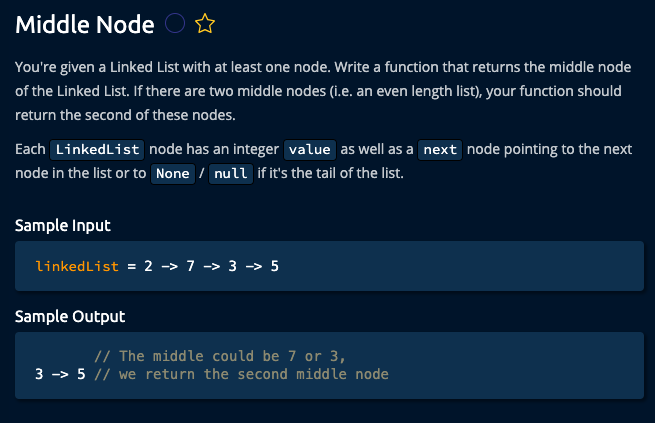 Middle Node
You're given a Linked List with at least one node. Write a function that returns the middle node
of the Linked List. If there are two middle nodes (i.e. an even length list), your function should
return the second of these nodes.
Each LinkedList node has an integer value as well as a next node pointing to the next
node in the list or to None / null if it's the tail of the list.
Sample Input
linkedList = 2 -> 7 -> 3 -> 5
Sample Output
// The middle could be 7 or 3,
3 -> 5 // we return the second middle node